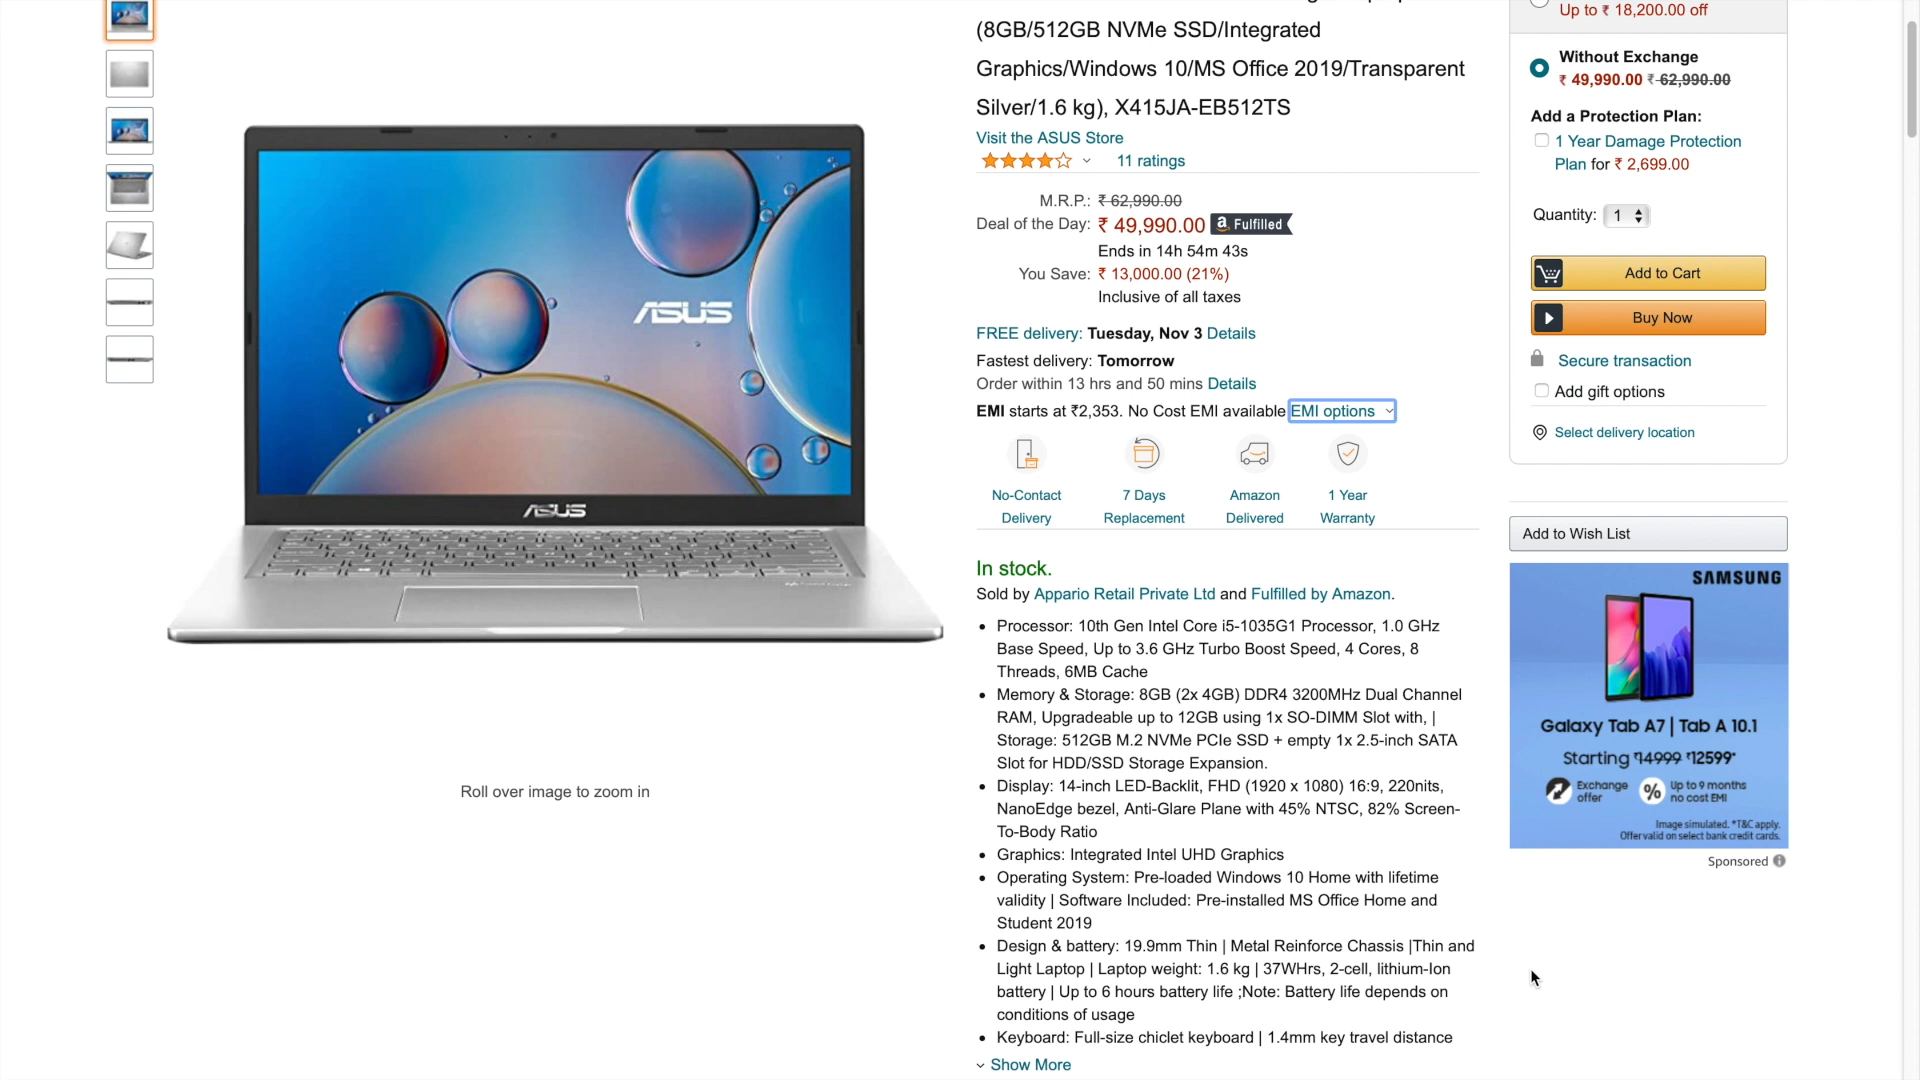 (8GB/512GB NVMe SSD/Integrated
Graphics/Windows 10/MS Office 2019/Transparent
Silver/1.6 kg), X415JA-EB512TS
Visit the ASUS Store
11 ratings
M.R.P.: ₹ 62,990.00
Deal of the Day: ₹ 49,990.00 a Fulfilled
Ends in 14h 54m 43s
You Save: ₹ 13,000.00 (21%)
Inclusive of all taxes
FREE delivery: Tuesday, Nov 3 Details
Fastest delivery: Tomorrow
Order within 13 hrs and 50 mins Details
EMI starts at ₹2,353. No Cost EMI available EMI options
No-Contact
Delivery
7 Days
Replacement
Amazon
Delivered
1 Year
Warranty
In stock.
Sold by Appario Retail Private Ltd and Fulfilled by Amazon.
• Processor: 10th Gen Intel Core i5-1035G1 Processor, 1.0 GHz
Base Speed, Up to 3.6 GHz Turbo Boost Speed, 4 Cores, 8
Threads, 6MB Cache
• Memory & Storage: 8GB (2x 4GB) DDR4 3200MHz Dual Channel
RAM, Upgradeable up to 12GB using 1x SO-DIMM Slot with, |
Storage: 512GB M.2 NVMe PCIe SSD + empty 1x 2.5-inch SATA
Slot for HDD/SSD Storage Expansion.
• Display: 14-inch LED-Backlit, FHD (1920 x 1080) 16:9, 220nits,
NanoEdge bezel, Anti-Glare Plane with 45% NTSC, 82% Screen-
To-Body Ratio
• Graphics: Integrated Intel UHD Graphics
• Operating System: Pre-loaded Windows 10 Home with lifetime
validity | Software Included: Pre-installed MS Office Home and
Student 2019
• Design & battery: 19.9mm Thin | Metal Reinforce Chassis |Thin and
Light Laptop | Laptop weight: 1.6 kg | 37WHrs, 2-cell, lithium-Ion
battery | Up to 6 hours battery life ;Note: Battery life depends on
conditions of usage
• Keyboard: Full-size chiclet keyboard | 1.4mm key travel distance
Show More
ASUS
ASUS
Roll over image to zoom in
Up to ₹ 18,200.00 off
Without Exchange
₹ 49,990.00 ₹ 62,990.00
Add a Protection Plan:
1 Year Damage Protection
Plan for ₹ 2,699.00
Quantity: 1
Add to Cart
Buy Now
Secure transaction
Add gift options
Select delivery location
Add to Wish List
SAMSUNG
Galaxy Tab A7 | Tab A 10.1
Starting ₹14999 ₹12599*
Exchange
offer
%
Up to 9 months
no cost EMI
Image simulated. *T&C apply.
Offer valid on select bank credit cards.
Sponsored